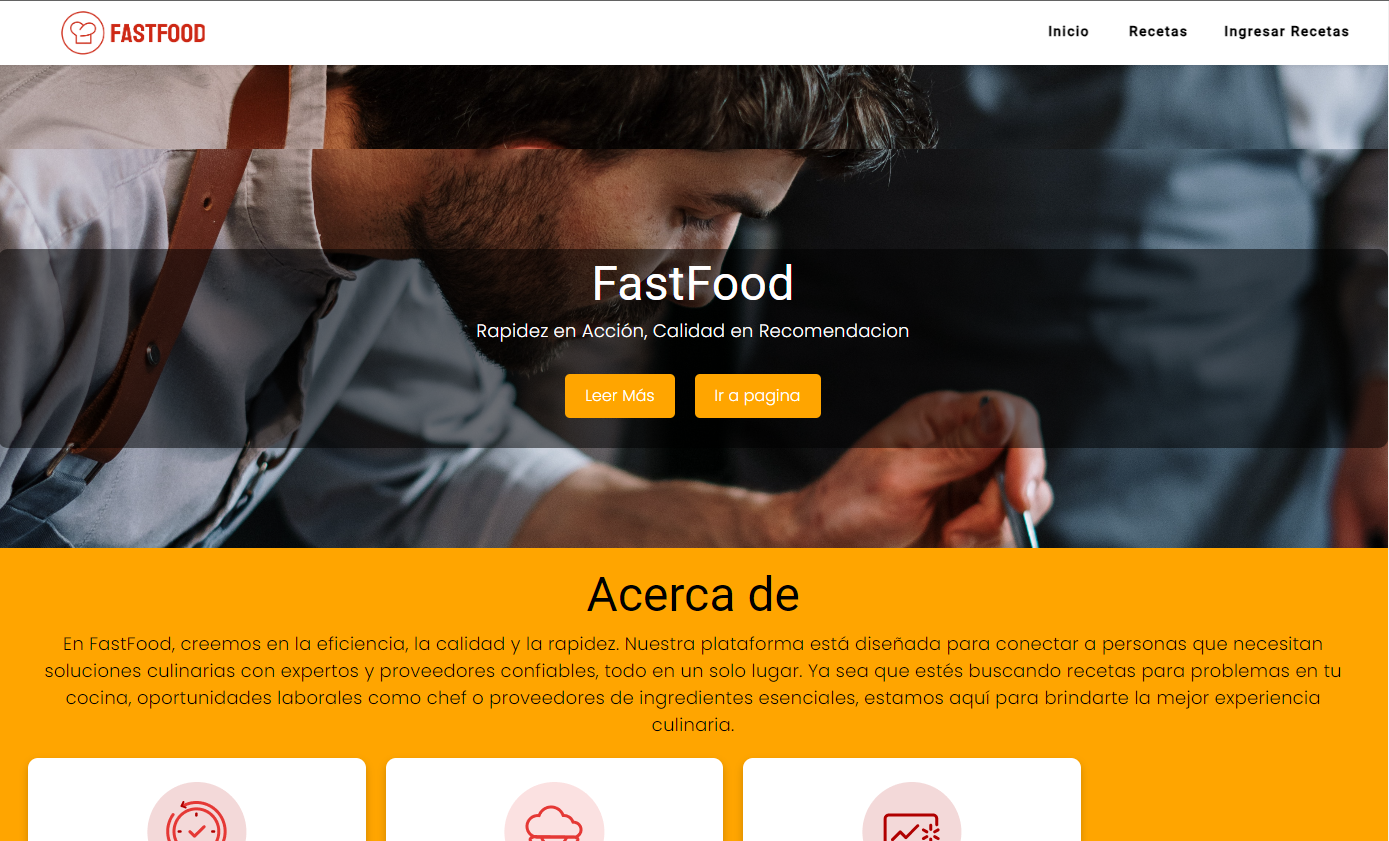 FASTFOOD
Inicio Recetas Ingresar Recetas
FastFood
Rapidez en Acción, Calidad en Recomendacion
Leer Más Ir a pagina
Acerca de
En FastFood, creemos en la eficiencia, la calidad y la rapidez. Nuestra plataforma está diseñada para conectar a personas que necesitan
soluciones culinarias con expertos y proveedores confiables, todo en un solo lugar. Ya sea que estés buscando recetas para problemas en tu
cocina, oportunidades laborales como chef o proveedores de ingredientes esenciales, estamos aquí para brindarte la mejor experiencia
culinaria.